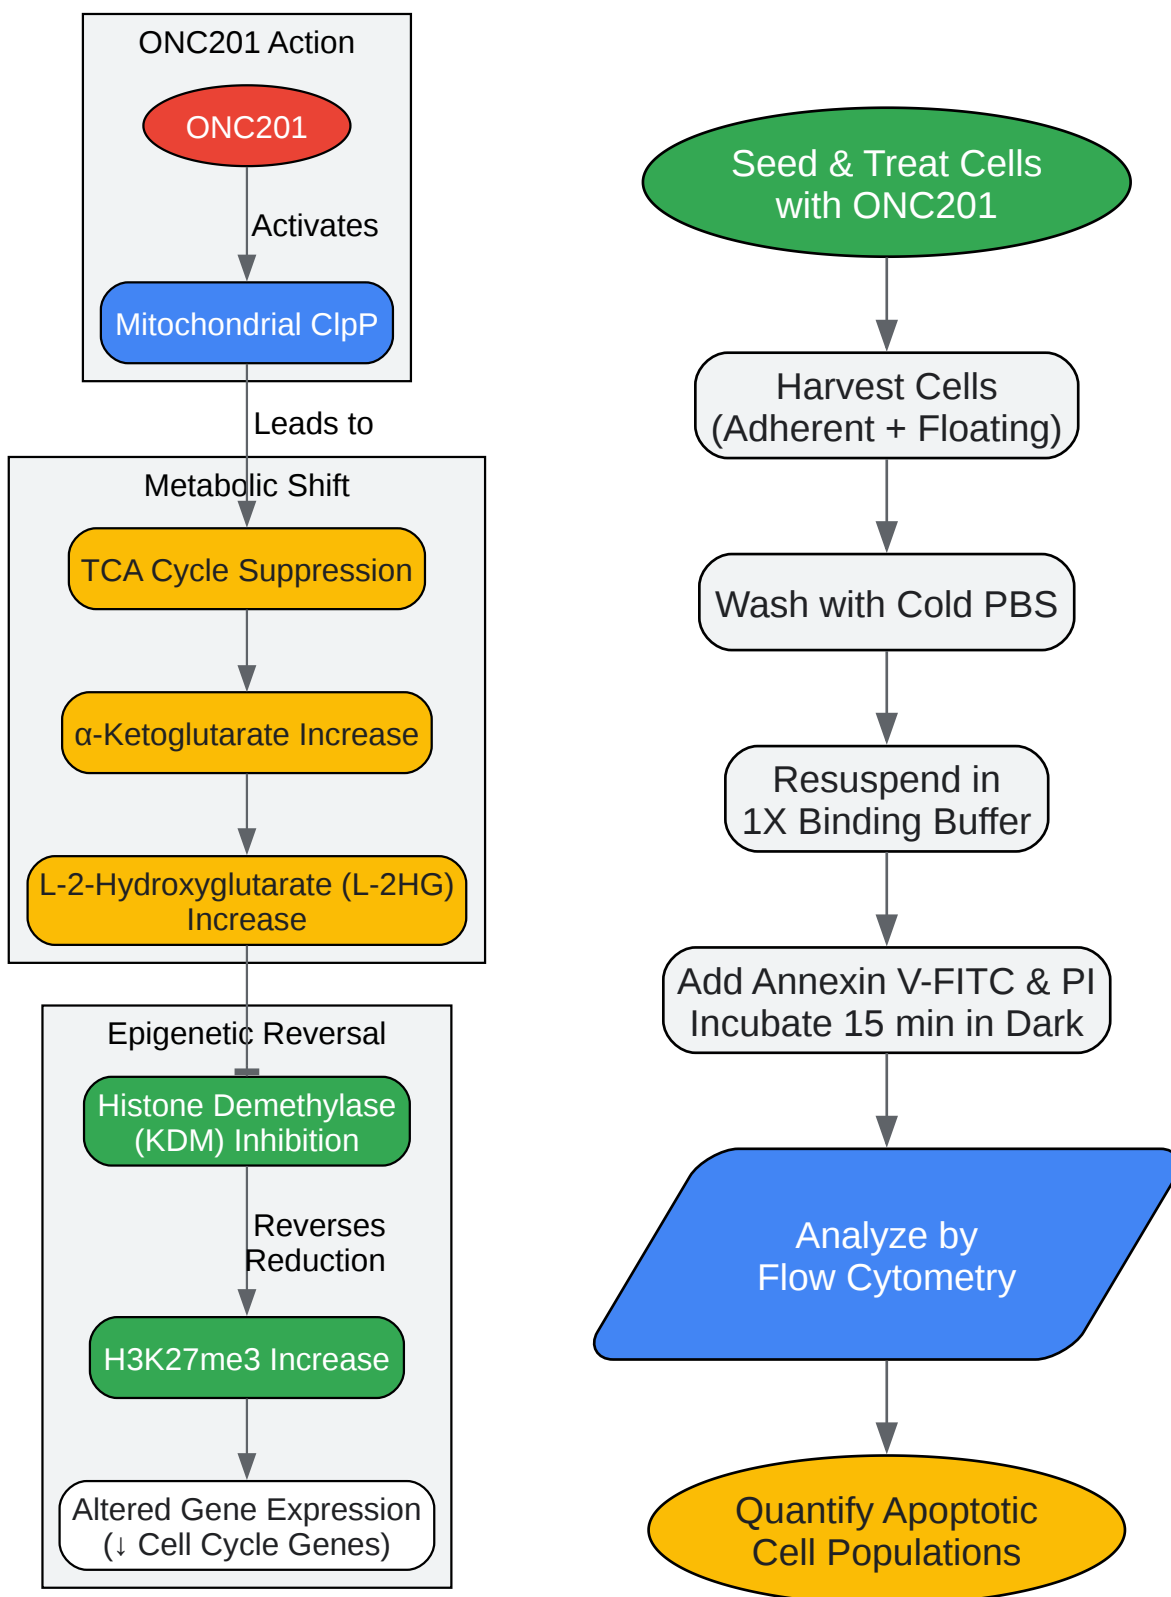 ONC201 Action
ONC201
Activates
Mitochondrial ClpP
Leads to
Metabolic Shift
TCA Cycle Suppression
α-Ketoglutarate Increase
L-2-Hydroxyglutarate (L-2HG)
Increase
Epigenetic Reversal
Histone Demethylase
(KDM) Inhibition
Reverses
Reduction
H3K27me3 Increase
Altered Gene Expression
(↓ Cell Cycle Genes)
Seed & Treat Cells
with ONC201
Harvest Cells
(Adherent + Floating)
Wash with Cold PBS
Resuspend in
1X Binding Buffer
Add Annexin V-FITC & PI
Incubate 15 min in Dark
Analyze by
Flow Cytometry
Quantify Apoptotic
Cell Populations